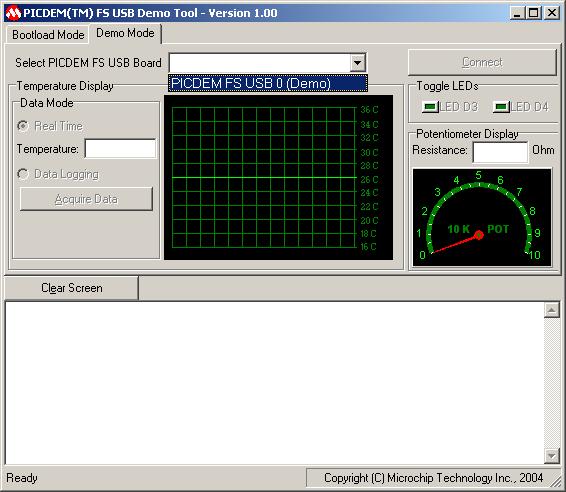 PICDEM(TM) FS USB Demo Tool - Version 1.00
Bootload Mode Demo Mode
Select PICDEM FS USB Board
Connect
PICDEM FS USB 0 (Demo)
Temperature Display
Data Mode
Real Time
Temperature:
Data Logging
Acquire Data
36 C
34 C
32 C
30 C
28 C
26 C
24 C
22 C
20 C
18 C
16 C
Toggle LEDs
LED D3 LED D4
Potentiometer Display
Resistance: Ohm
0 1 2 3 4 5 6 7 8 9 10
10 K POT
Clear Screen
Ready Copyright (C) Microchip Technology Inc., 2004